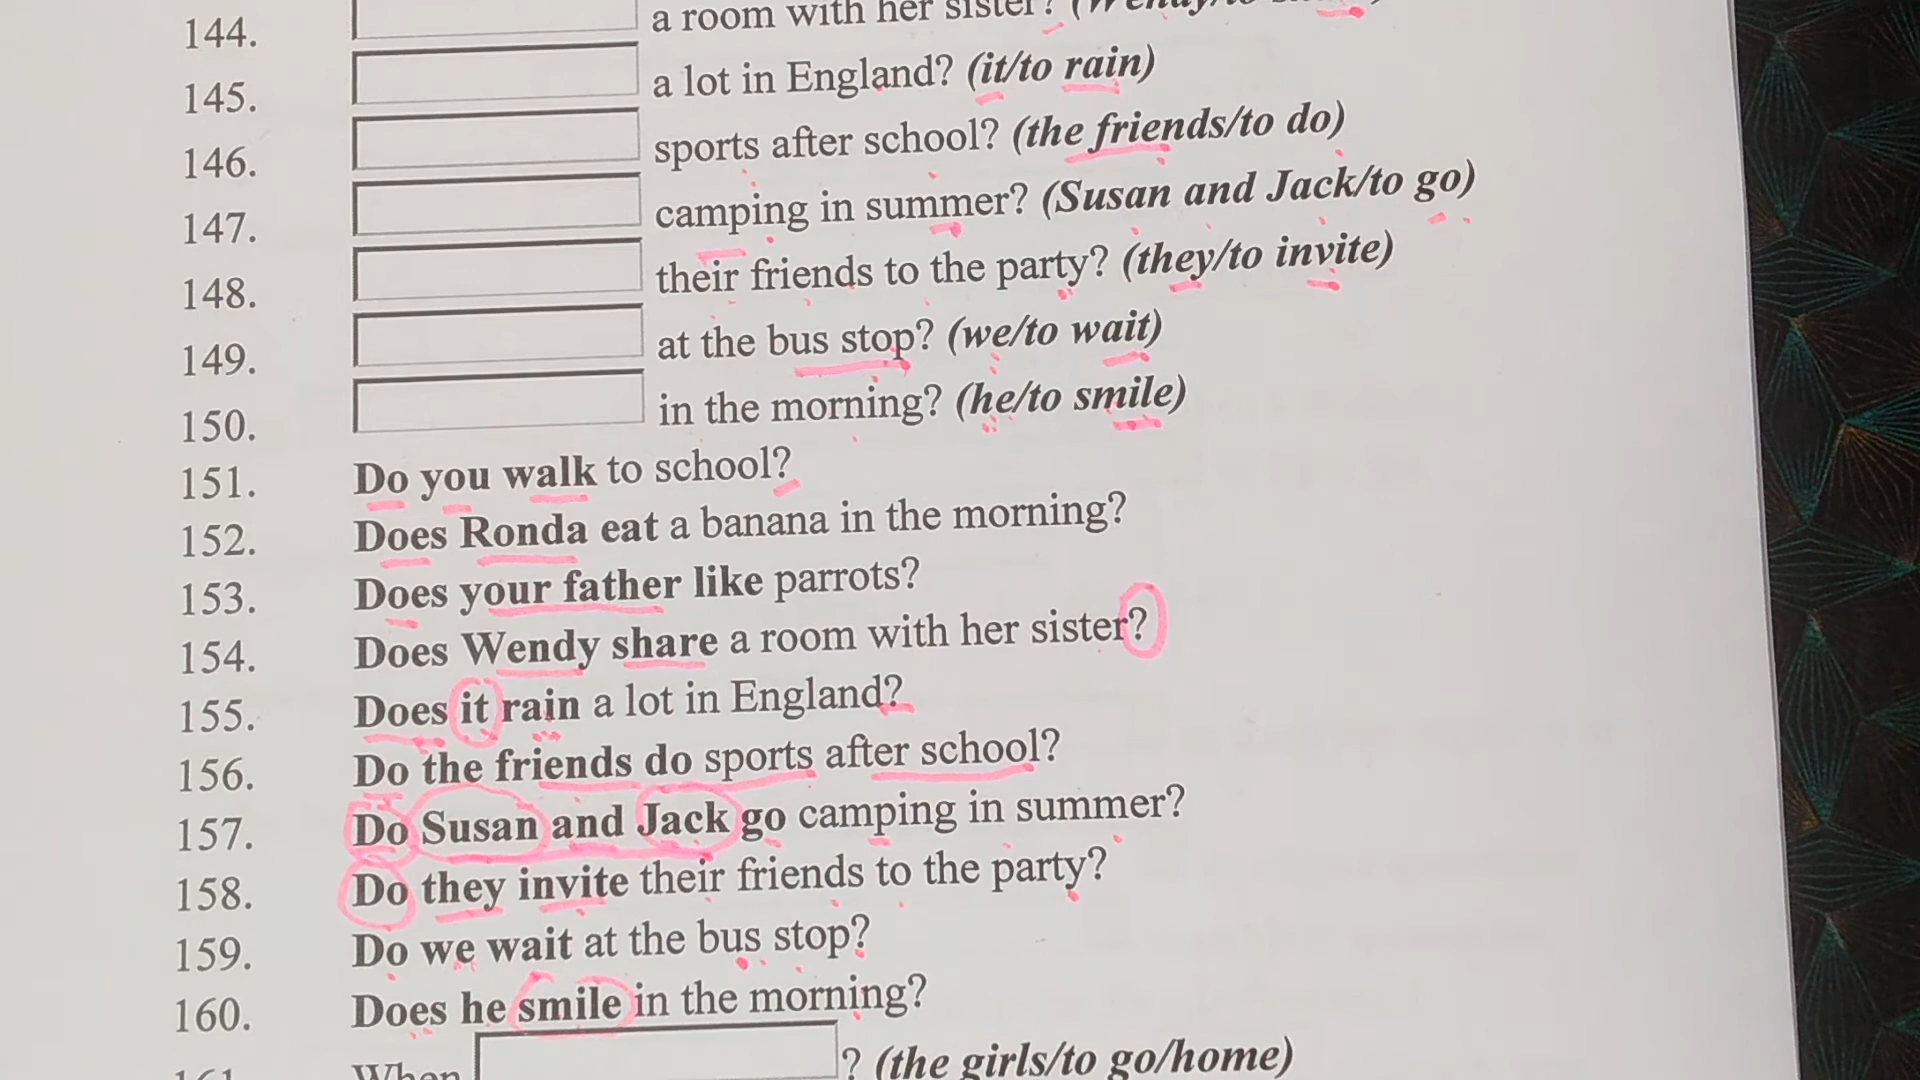 144. a room with her sister? (Wendy/to
145. a lot in England? (it/to rain)
146. sports after school? (the friends/to do)
147. camping in summer? (Susan and Jack/to go)
148. their friends to the party? (they/to invite)
149. at the bus stop? (we/to wait)
150. in the morning? (he/to smile)
151. Do you walk to school?
152. Does Ronda eat a banana in the morning?
153. Does your father like parrots?
154. Does Wendy share a room with her sister?
155. Does it rain a lot in England?
156. Do the friends do sports after school?
157. Do Susan and Jack go camping in summer?
158. Do they invite their friends to the party?
159. Do we wait at the bus stop?
160. Does he smile in the morning?
161. When ? (the girls/to go/home)